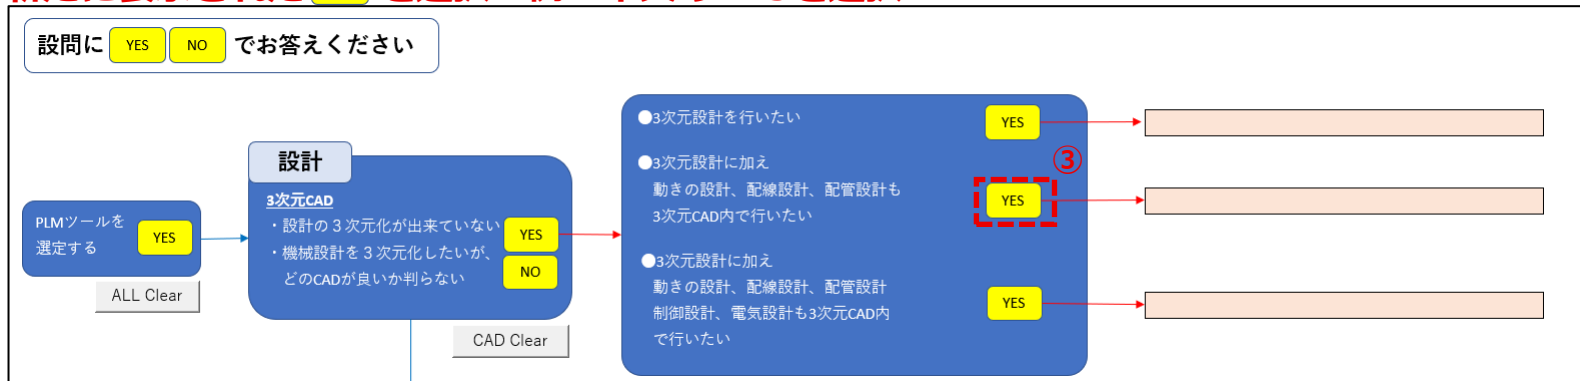 設問に YES NO でお答えください
PLMツールを
選定する
YES
ALL Clear
設計
3次元CAD
・設計の３次元化が出来ていない
・機械設計を３次元化したいが、
どのCADが良いか判らない
YES
NO
CAD Clear
●3次元設計を行いたい
YES
●3次元設計に加え
動きの設計、配線設計、配管設計も
3次元CAD内で行いたい
YES
③
●3次元設計に加え
動きの設計、配線設計、配管設計
制御設計、電気設計も3次元CAD内
で行いたい
YES